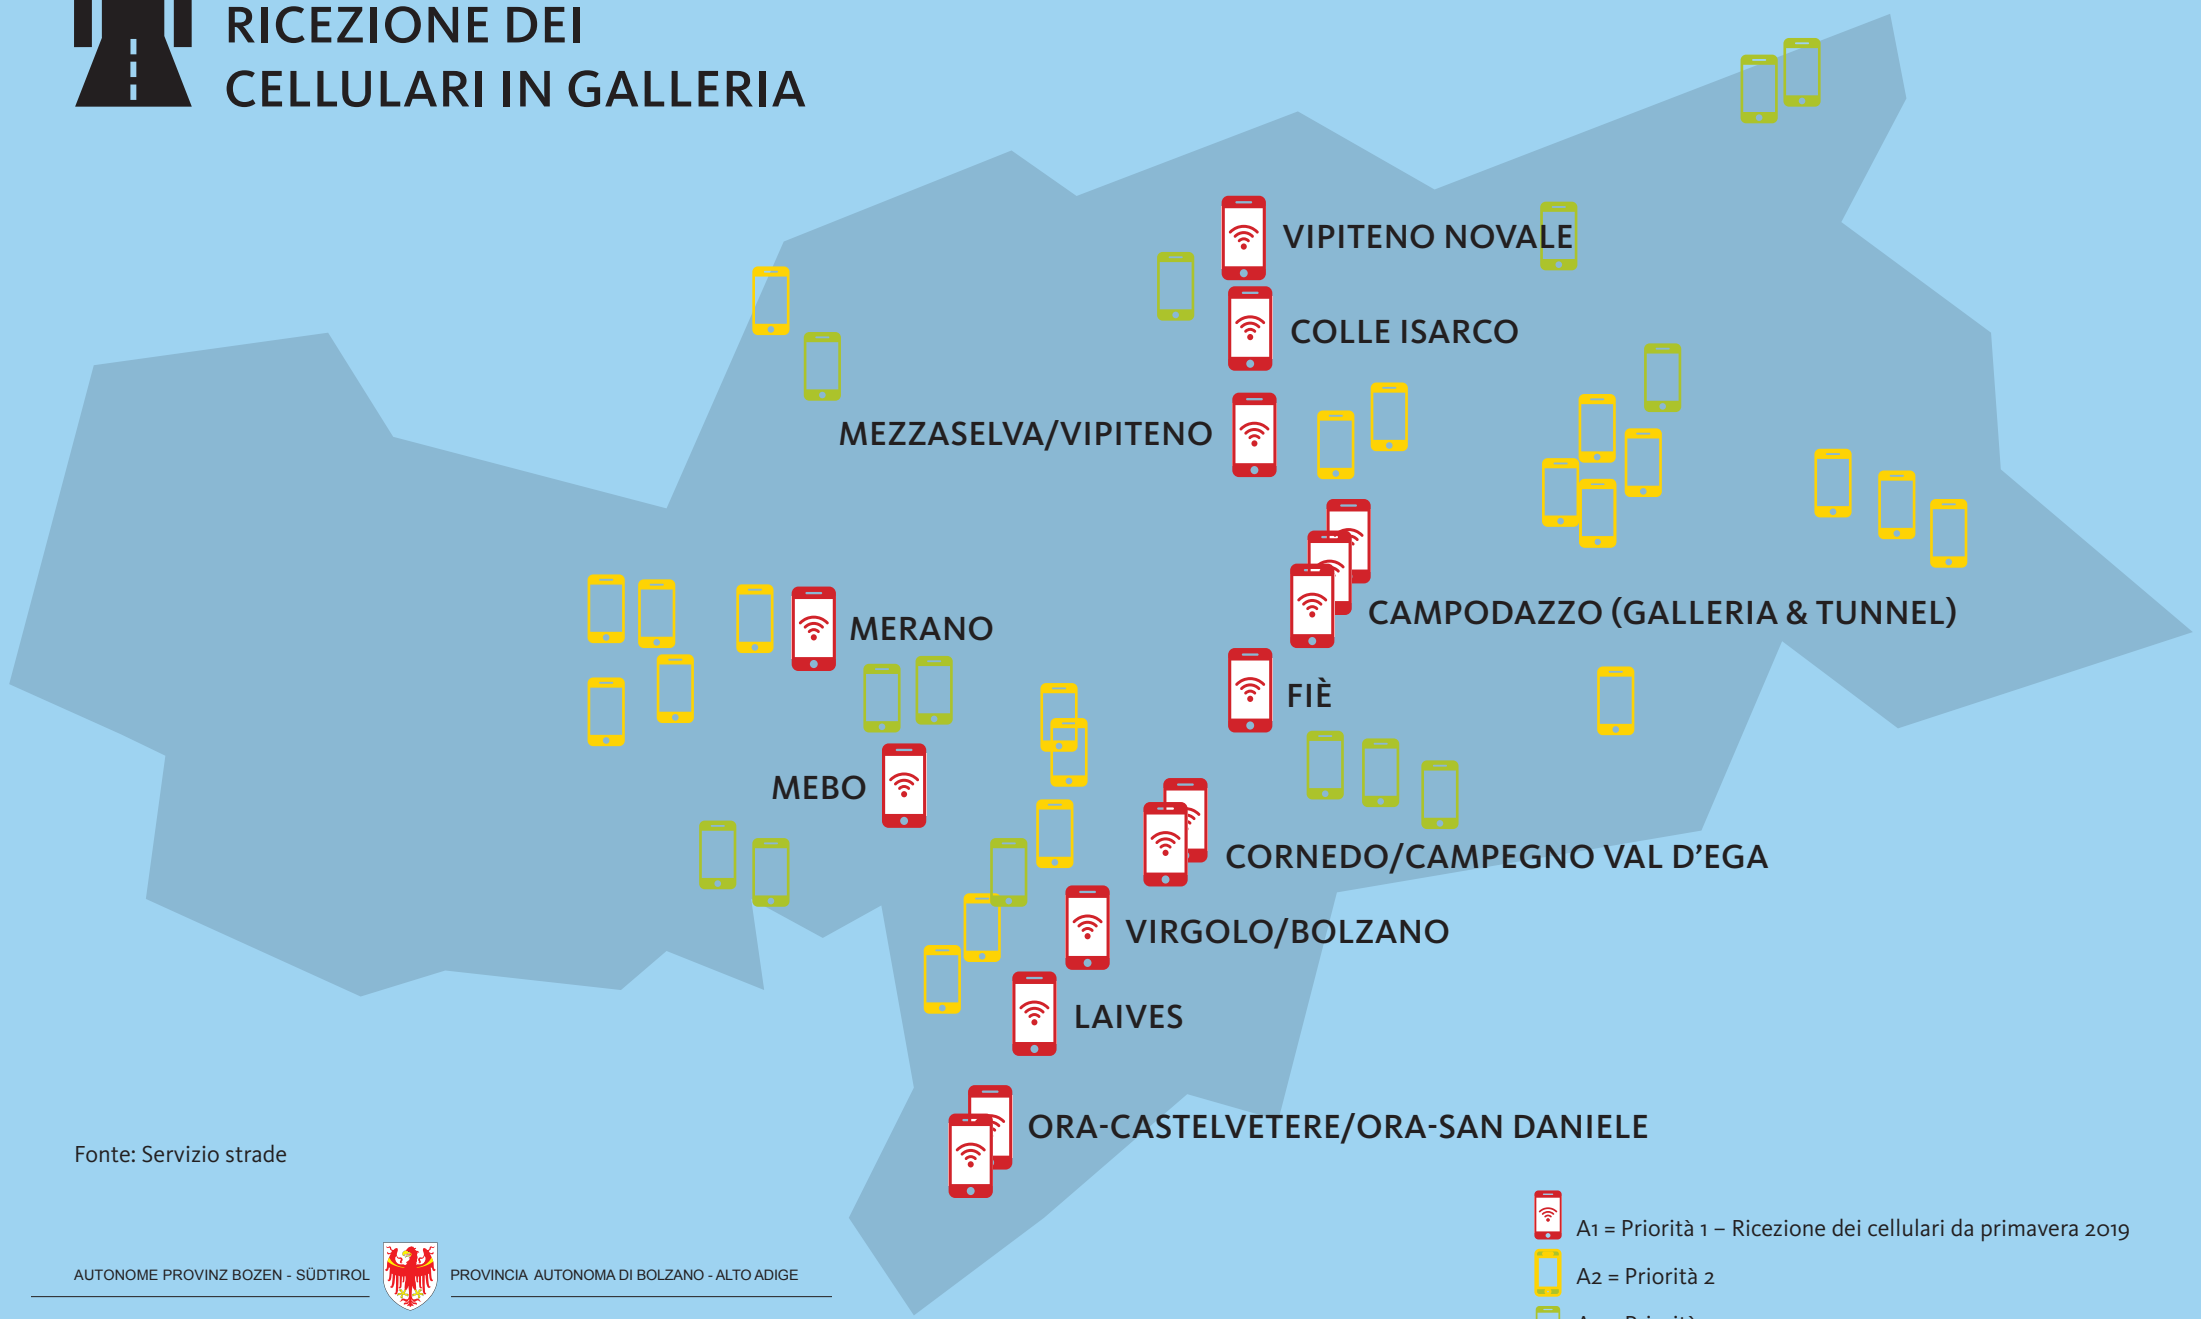 RICEZIONE DEI
CELLULARI IN GALLERIA
VIPITENO NOVALE
COLLE ISARCO
MEZZASELVA/VIPITENO
CAMPODAZZO (GALLERIA & TUNNEL)
MERANO
FIÈ
MEBO
CORNEDO/CAMPEGNO VAL D'EGA
VIRGOLO/BOLZANO
LAIVES
ORA-CASTELVETERE/ORA-SAN DANIELE
Fonte: Servizio strade
A1 = Priorità 1 – Ricezione dei cellulari da primavera 2019
A2 = Priorità 2
AUTONOME PROVINZ BOZEN - SÜDTIROL
PROVINCIA AUTONOMA DI BOLZANO - ALTO ADIGE